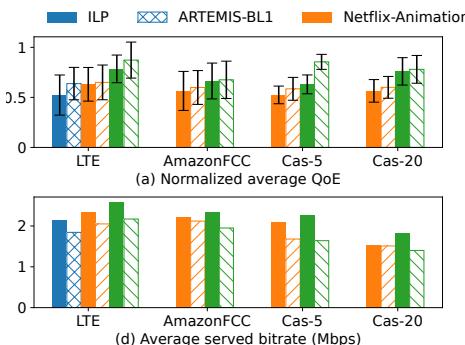 ILP ARTEMIS-BL1 Netflix-Animation
1
0.5
0
LTE AmazonFCC Cas-5 Cas-20
(a) Normalized average QoE
2
1
0
LTE AmazonFCC Cas-5 Cas-20
(d) Average served bitrate (Mbps)